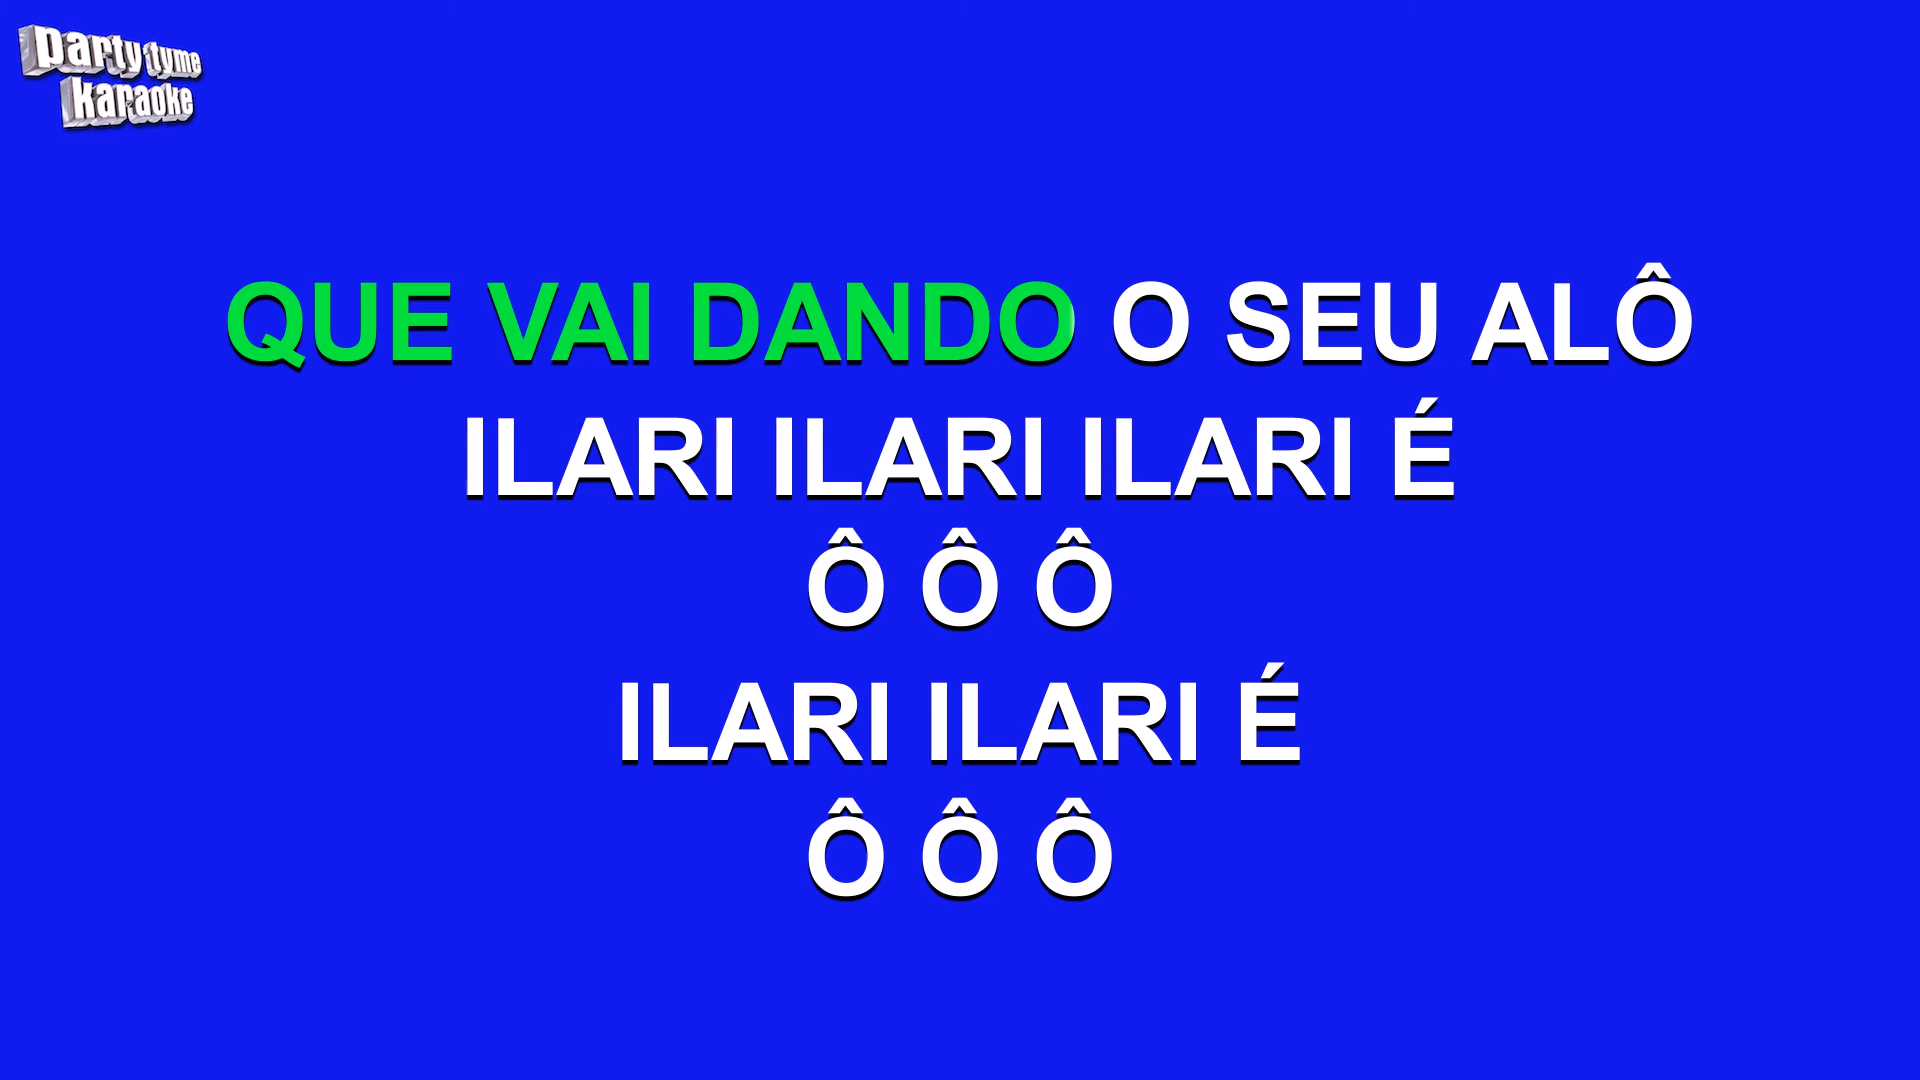 party tyme
karaoke
QUE VAI DANDO O SEU ALÔ
ILARI ILARI ILARI É
Ô Ô Ô
ILARI ILARI É
Ô Ô Ô